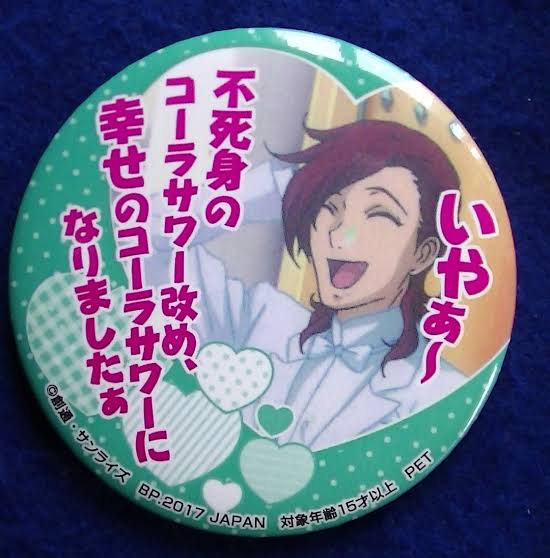 いやぁ～
不死身の
コーラサワー改め、
幸せのコーラサワーに
なりましたぁ
©創通・サンライズ BP.2017 JAPAN 対象年齢15才以上 PET